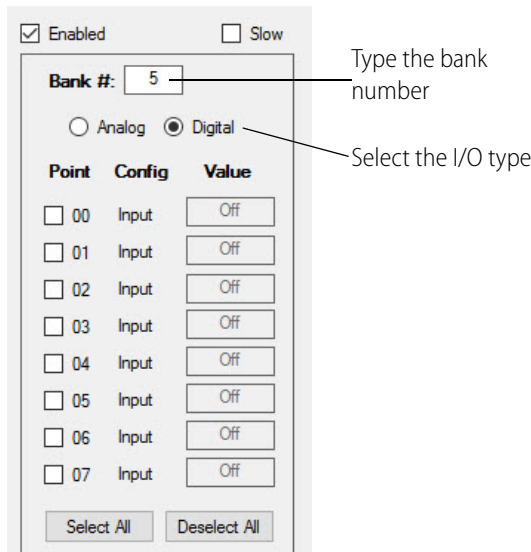 Enabled Slow
Bank #: 5
Type the bank
number
Analog Digital
Select the I/O type
Point Config Value
00 Input Off
01 Input Off
02 Input Off
03 Input Off
04 Input Off
05 Input Off
06 Input Off
07 Input Off
Select All Deselect All